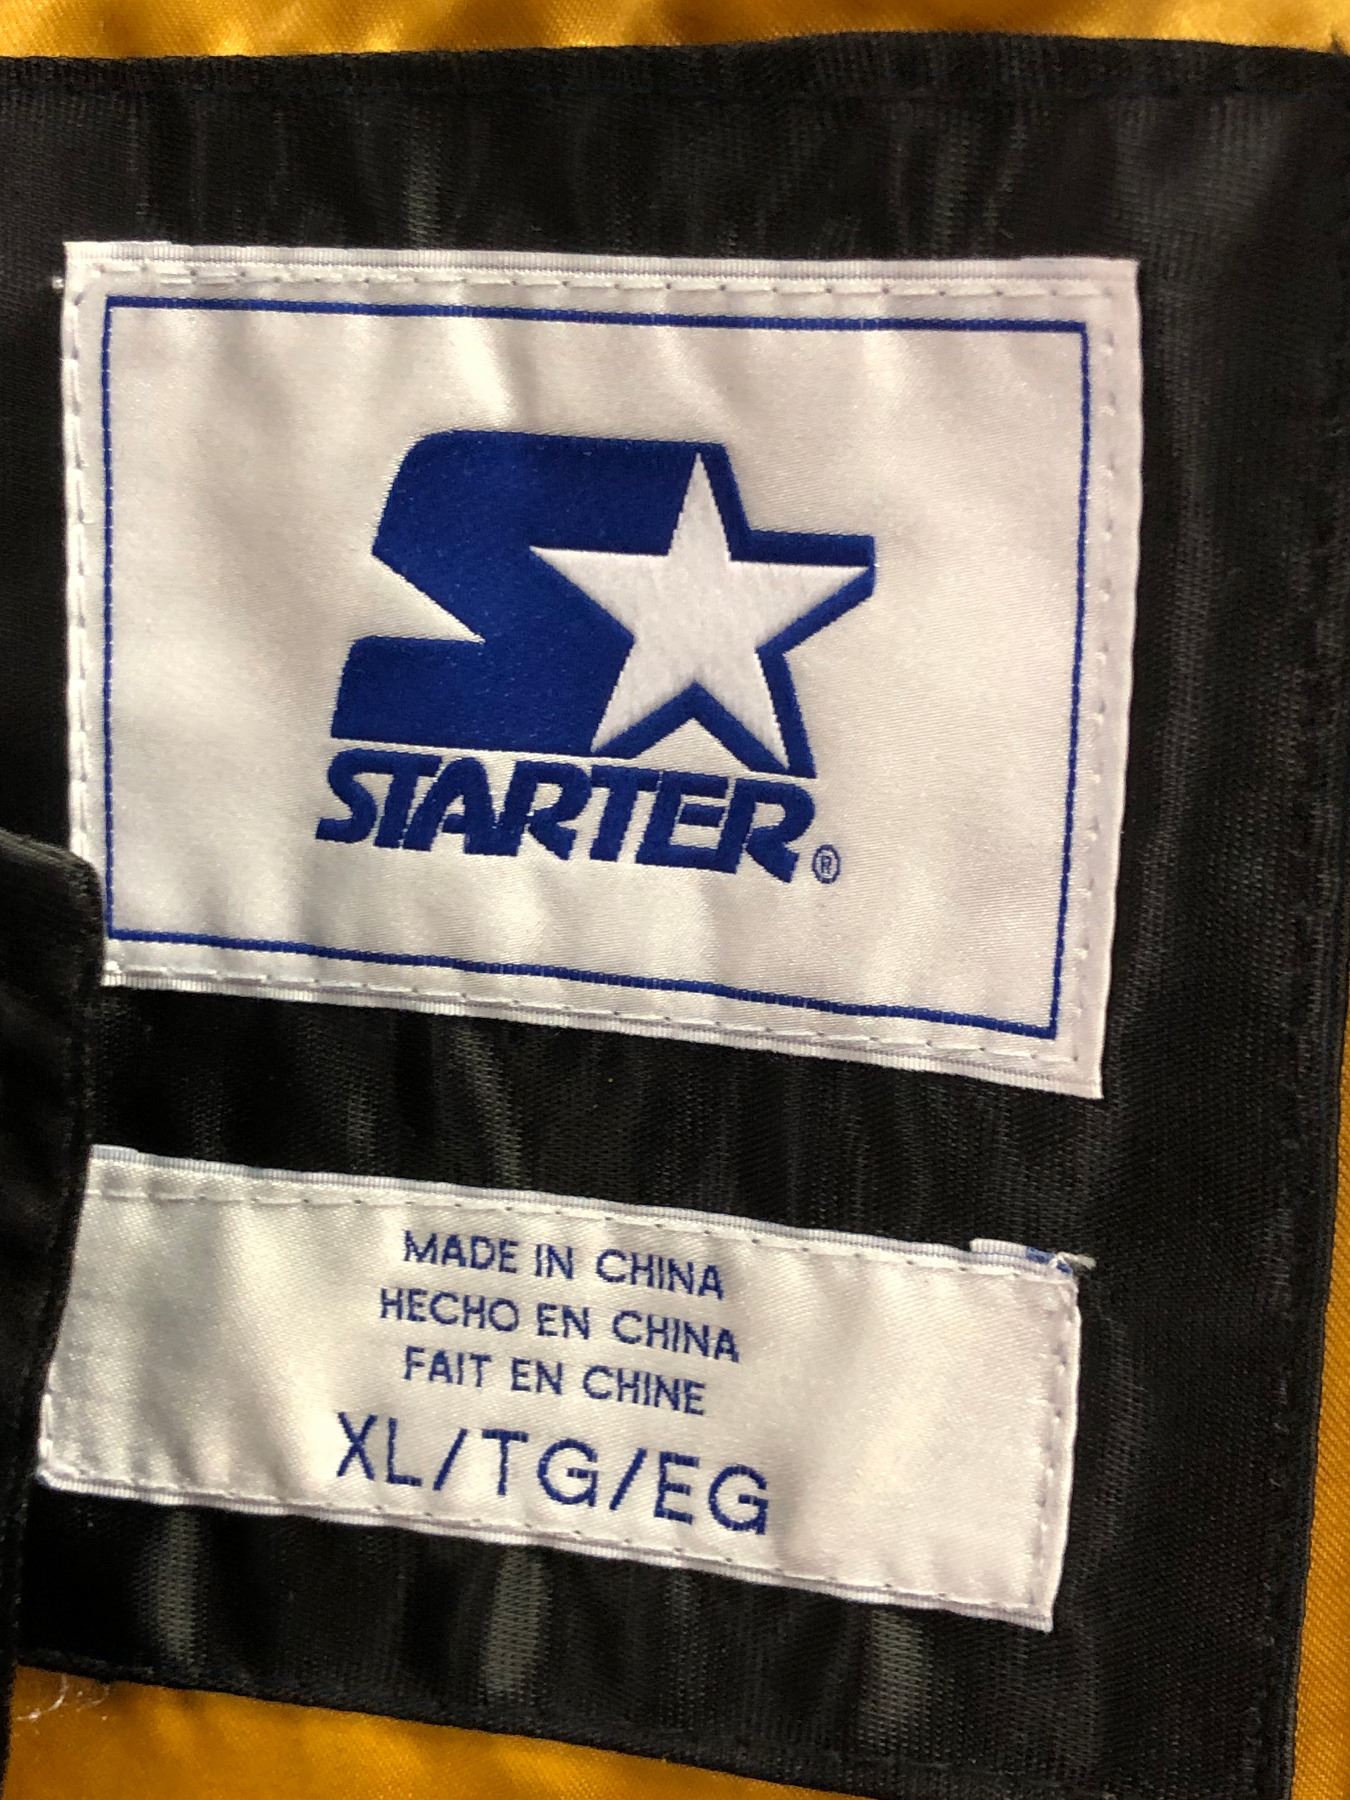 STARTER®
MADE IN CHINA
HECHO EN CHINA
FAIT EN CHINE
XL/TG/EG